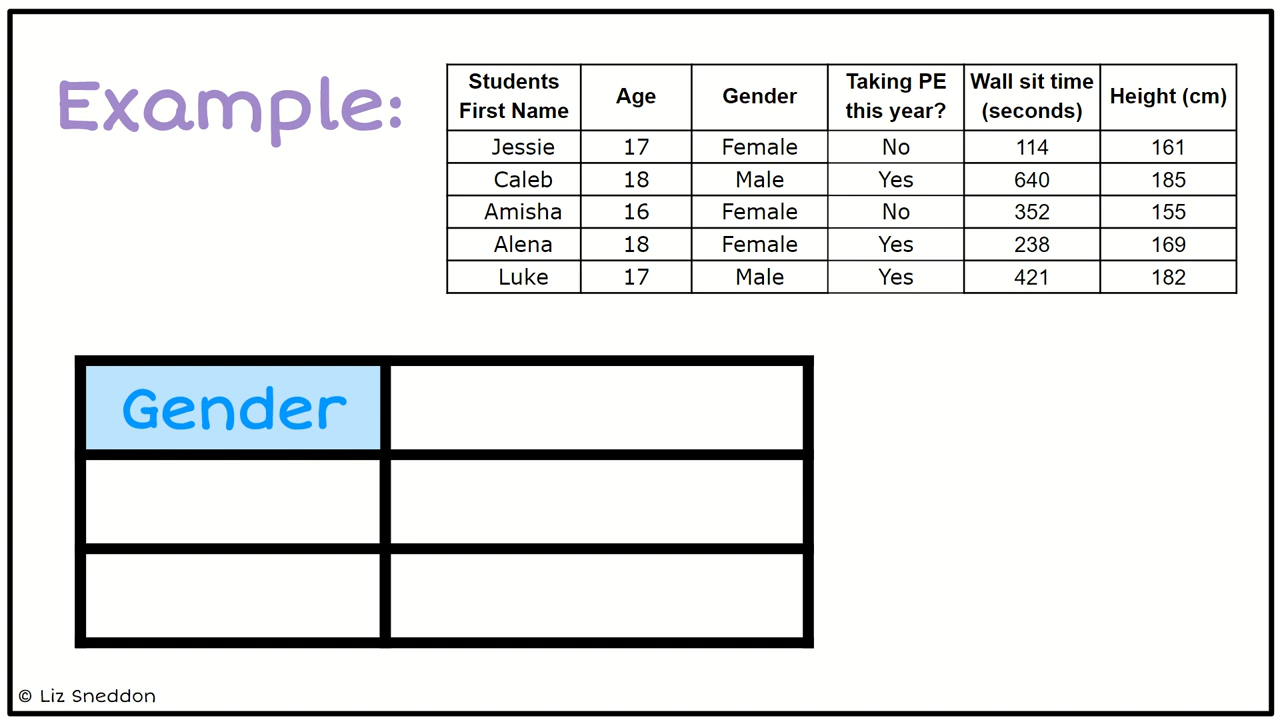 Example:
Students First Name Age Gender Taking PE this year? Wall sit time (seconds) Height (cm)
Jessie 17 Female No 114 161
Caleb 18 Male Yes 640 185
Amisha 16 Female No 352 155
Alena 18 Female Yes 238 169
Luke 17 Male Yes 421 182
Gender
© Liz Sneddon